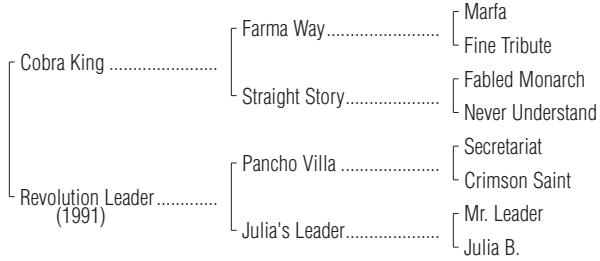 Marfa
Farma Way
Fine Tribute
Cobra King
Fabled Monarch
Straight Story
Never Understand
Secretariat
Pancho Villa
Crimson Saint
Revolution Leader
(1991)
Mr. Leader
Julia's Leader
Julia B.